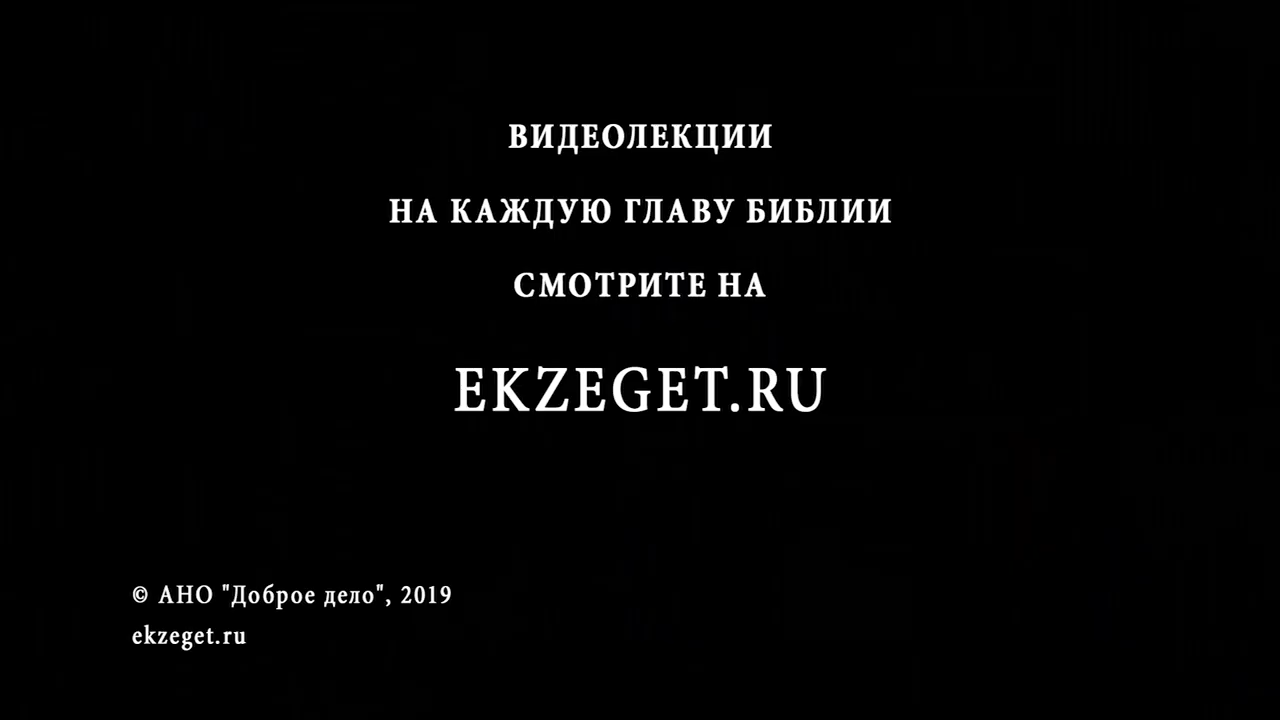 ВИДЕОЛЕКЦИИ
НА КАЖДУЮ ГЛАВУ БИБЛИИ
СМОТРИТЕ НА
EKZEGET.RU
© АНО "Доброе дело", 2019
ekzeget.ru